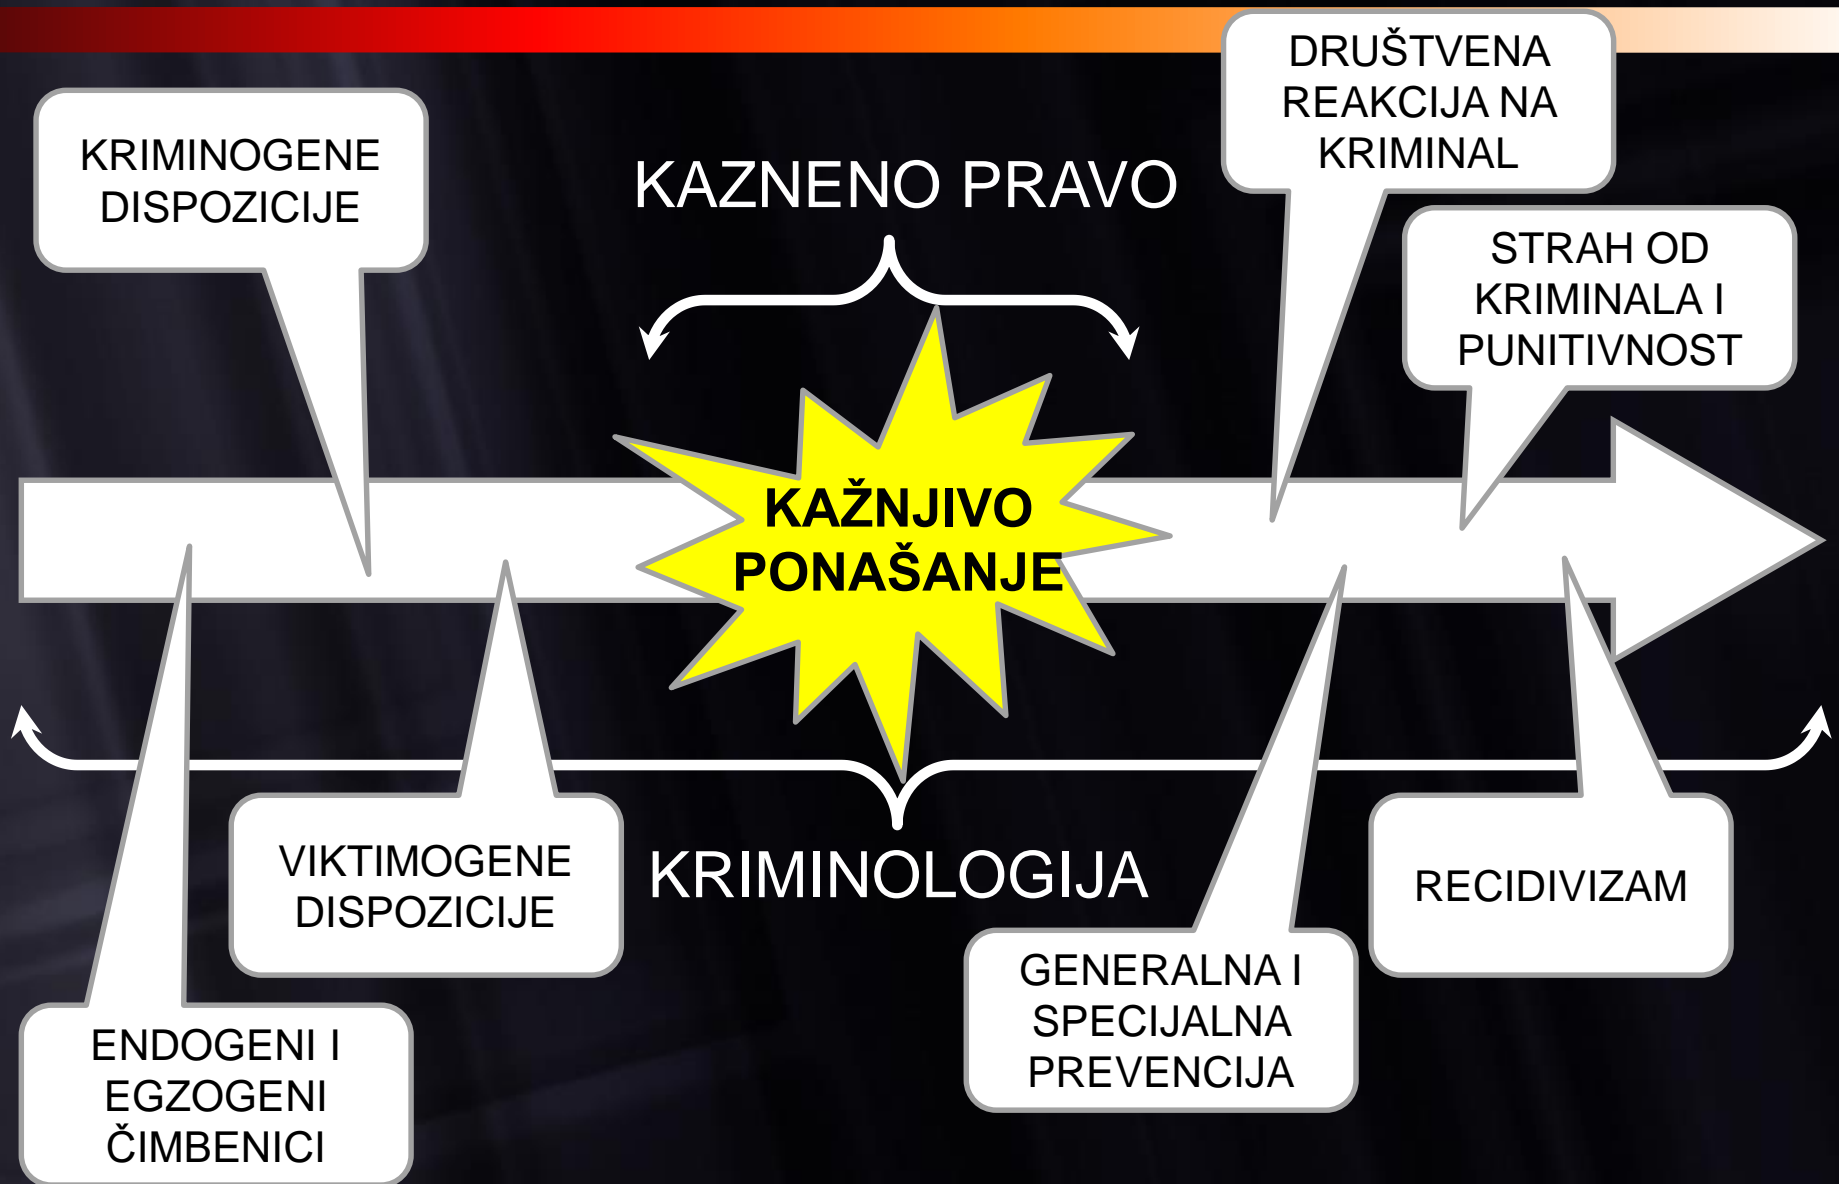 DRUŠTVENA
REAKCIJA NA
KRIMINAL
KRIMINOGENE
DISPOZICIJE
KAZNENO PRAVO
STRAH OD
KRIMINALA I
PUNITIVNOST
KAŽNJIVO
PONAŠANJE
VIKTIMOGENE
DISPOZICIJE
KRIMINOLOGIJA
RECIDIVIZAM
GENERALNA I
SPECIJALNA
PREVENCIJA
ENDOGENI I
EGZOGENI
ČIMBENICI